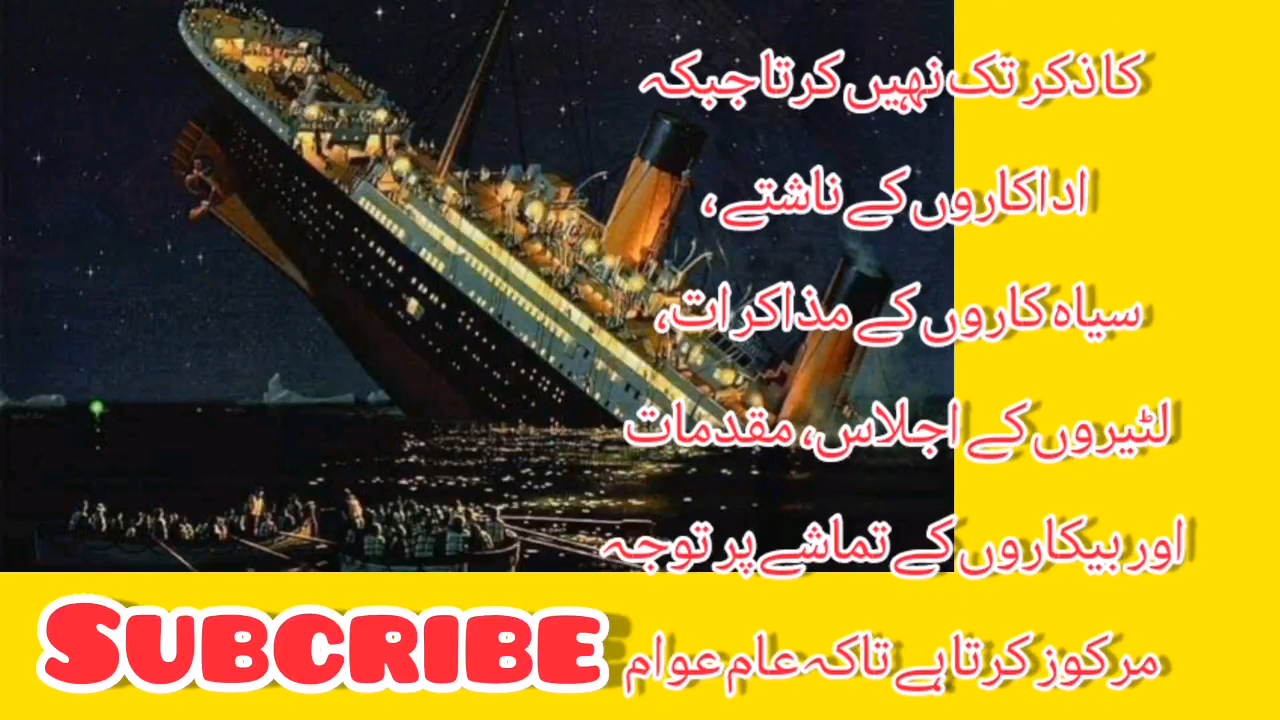 کا ذکر تک نہیں کرتا جبکہ
اداکاروں کے ناشتے،
سیاہ کاروں کے مذاکرات،
لٹیروں کے اجلاس، مقدمات
اور بیکاروں کے تماشے پر توجہ
مرکوز کرتا ہے تاکہ عام عوام
SUBCRIBE